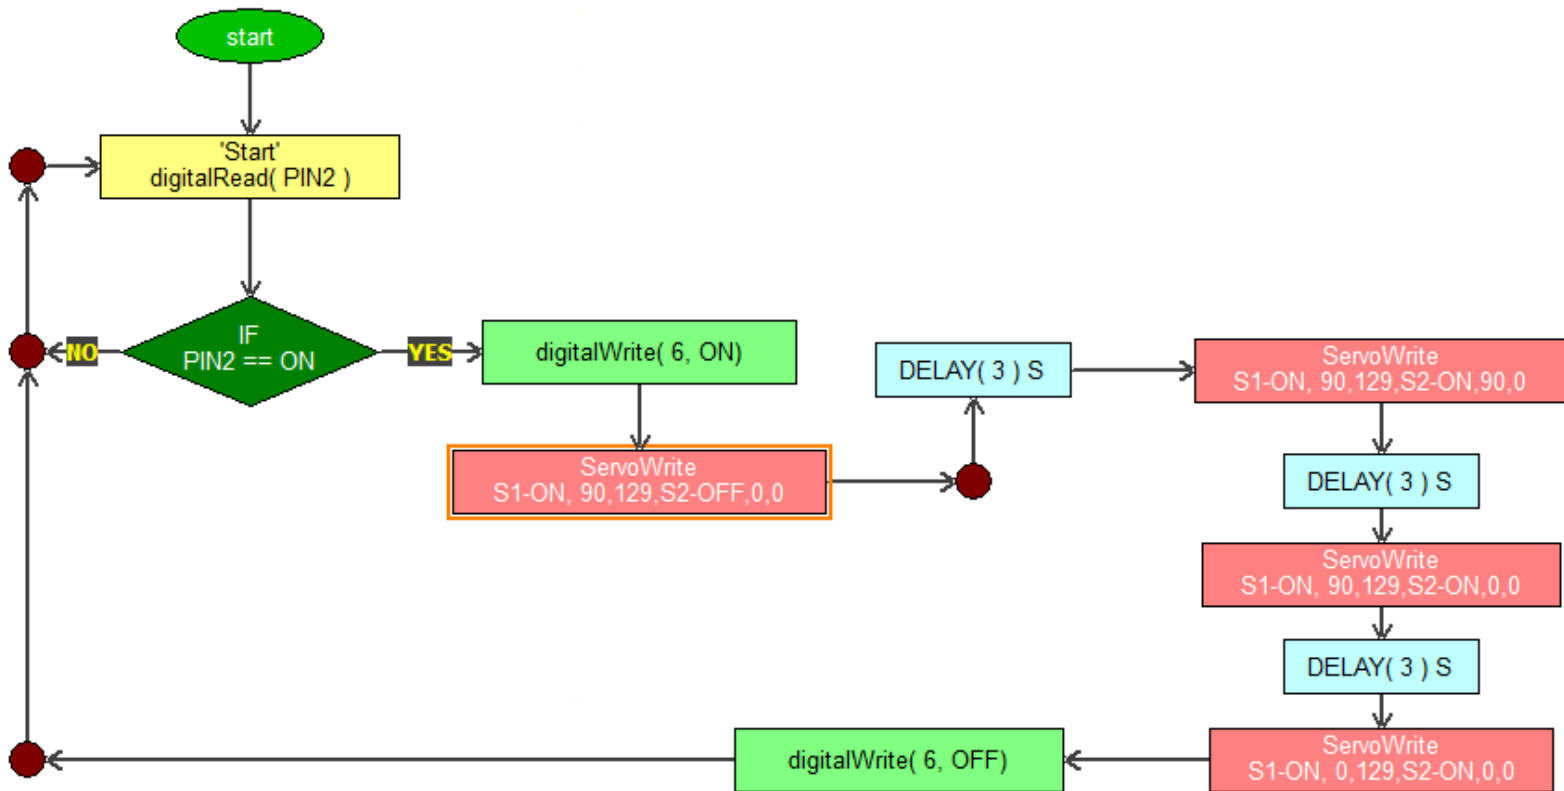 start
'Start'
digitalRead( PIN2 )
IF
PIN2 == ON
NO
YES
digitalWrite( 6, ON)
ServoWrite
S1-ON, 90,129,S2-OFF,0,0
DELAY( 3 ) S
ServoWrite
S1-ON, 90,129,S2-ON,90,0
DELAY( 3 ) S
ServoWrite
S1-ON, 90,129,S2-ON,0,0
DELAY( 3 ) S
ServoWrite
S1-ON, 0,129,S2-ON,0,0
digitalWrite( 6, OFF)